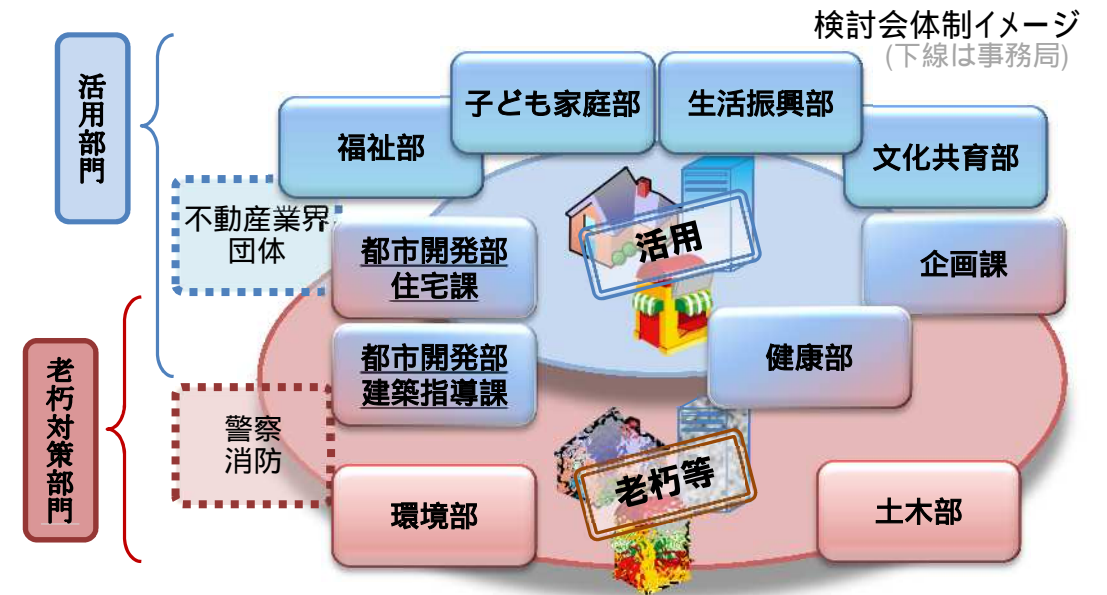 検討会体制イメージ
(下線は事務局)
活用部門
子ども家庭部
生活振興部
福祉部
文化共育部
不動産業界
団体
都市開発部
住宅課
活用
企画課
老朽対策部門
都市開発部
建築指導課
健康部
警察
消防
老朽等
環境部
土木部